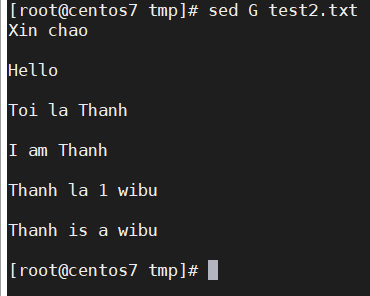 [root@centos7 tmp]# sed G test2.txt
Xin chao
Hello
Toi la Thanh
I am Thanh
Thanh la 1 wibu
Thanh is a wibu
[root@centos7 tmp]#